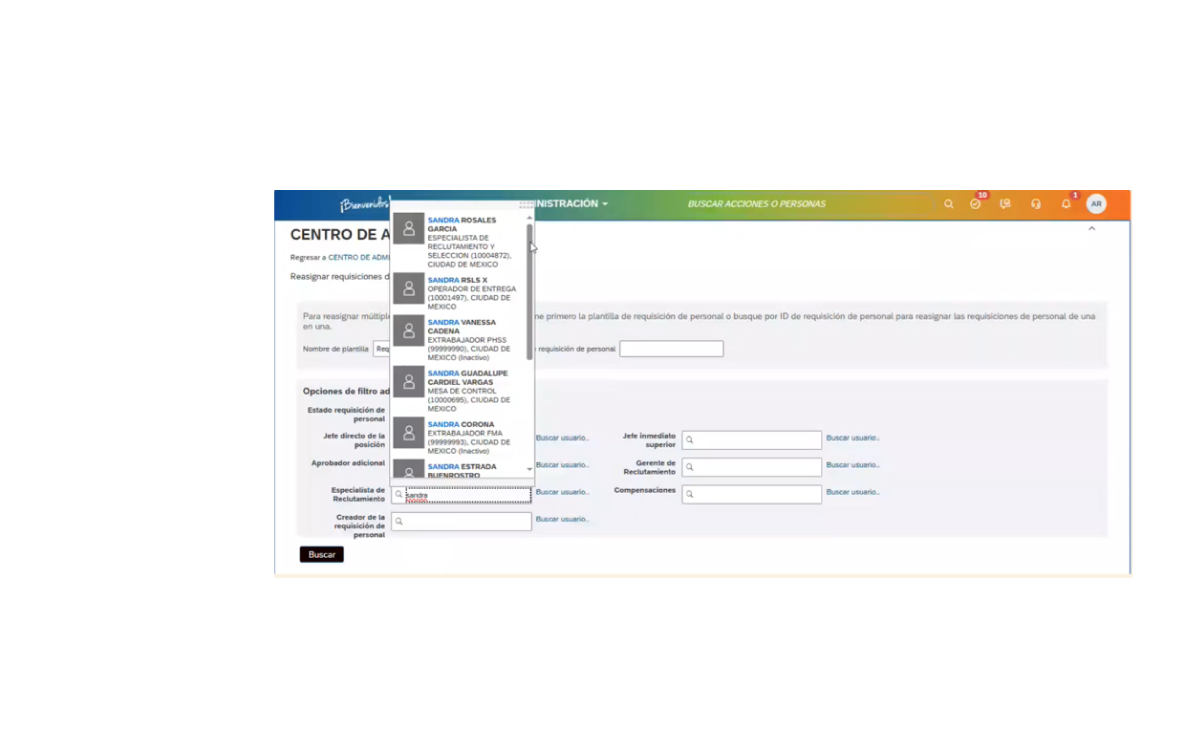 ¡Bienvenidos!
INISTRACIÓN
BUSCAR ACCIONES O PERSONAS
10
1
AR
CENTRO DE A
Regresar a CENTRO DE ADMI
Reasignar requisiciones d
SANDRA ROSALES
GARCIA
ESPECIALISTA DE
RECLUTAMIENTO Y
SELECCION (10004872),
CIUDAD DE MEXICO
SANDRA RSLS X
OPERADOR DE ENTREGA
(10001497), CIUDAD DE
MEXICO
SANDRA VANESSA
CADENA
EXTRABAJADOR PHSS
(99999990), CIUDAD DE
MEXICO (Inactivo)
SANDRA GUADALUPE
CARDIEL VARGAS
MESA DE CONTROL
(10000695), CIUDAD DE
MEXICO
SANDRA CORONA
EXTRABAJADOR FMA
(99999993), CIUDAD DE
MEXICO (Inactivo)
SANDRA ESTRADA
BUENROSTRO
Para reasignar múltipl ne primero la plantilla de requisición de personal o busque por ID de requisición de personal para reasignar las requisiciones de personal de una
en una.
Nombre de plantilla Req requisición de personal
Opciones de filtro ad
Estado requisición de
personal
Jefe directo de la
posición
Buscar usuario..
Jefe inmediato
superior
Buscar usuario..
Aprobador adicional
Buscar usuario..
Gerente de
Reclutamiento
Buscar usuario..
Especialista de
Reclutamiento
sandra
Buscar usuario..
Compensaciones
Buscar usuario..
Creador de la
requisición de
personal
Buscar usuario..
Buscar